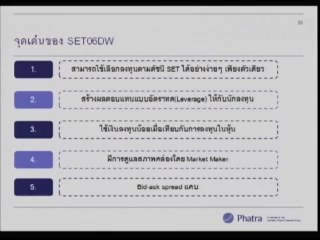 จุดเด่นของ SET06DW
1.
สามารถใช้เลือกลงทุนตามดัชนี SET ได้อย่างง่ายๆ เพียงตัวเดียว
2.
สร้างผลตอบแทนแบบอัตราทด(Leverage) ให้กับนักลงทุน
3.
ใช้เงินลงทุนน้อยเมื่อเทียบกับการลงทุนในหุ้น
4.
มีการดูแลสภาพคล่องโดย Market Maker
5.
Bid-ask spread แคบ
Phatra